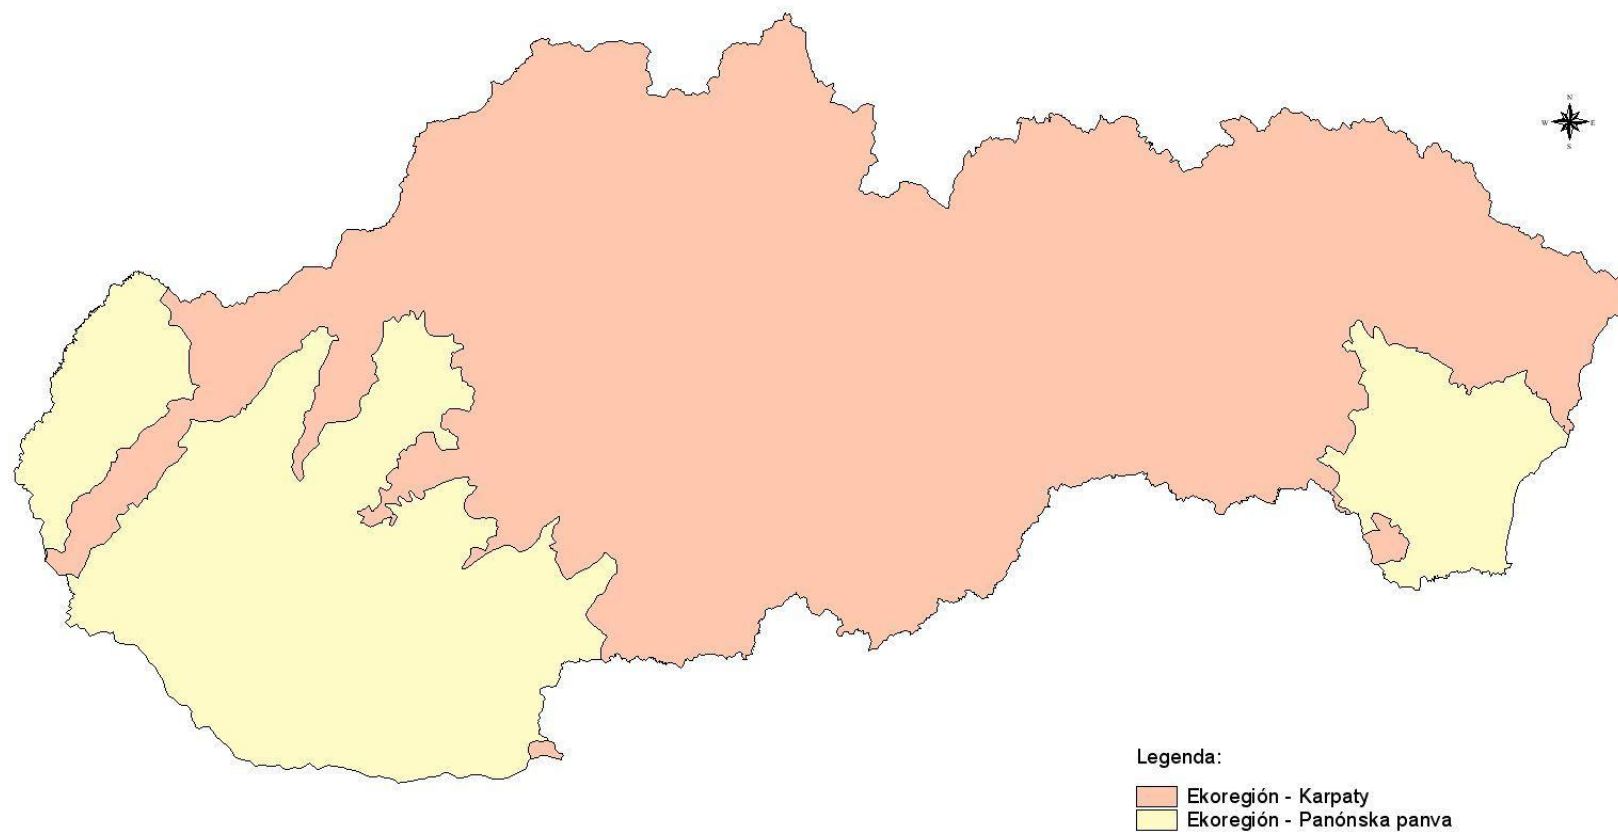 N
W E
S
Legenda:
Ekoregión - Karpaty
Ekoregión - Panónska panva